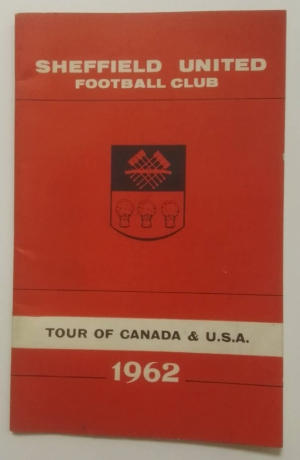 SHEFFIELD UNITED
FOOTBALL CLUB
TOUR OF CANADA & U.S.A.
1962